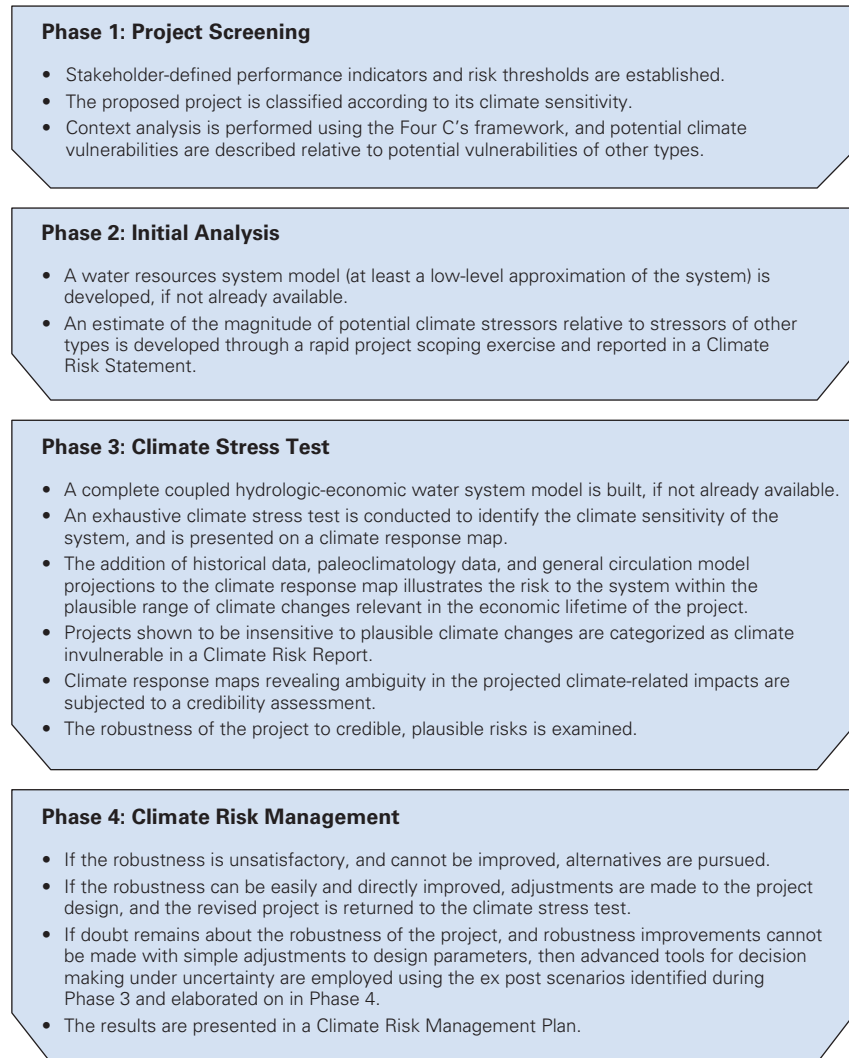 Phase 1: Project Screening
• Stakeholder-defined performance indicators and risk thresholds are established.
• The proposed project is classified according to its climate sensitivity.
• Context analysis is performed using the Four C's framework, and potential climate
vulnerabilities are described relative to potential vulnerabilities of other types.
Phase 2: Initial Analysis
• A water resources system model (at least a low-level approximation of the system) is
developed, if not already available.
• An estimate of the magnitude of potential climate stressors relative to stressors of other
types is developed through a rapid project scoping exercise and reported in a Climate
Risk Statement.
Phase 3: Climate Stress Test
• A complete coupled hydrologic-economic water system model is built, if not already available.
• An exhaustive climate stress test is conducted to identify the climate sensitivity of the
system, and is presented on a climate response map.
• The addition of historical data, paleoclimatology data, and general circulation model
projections to the climate response map illustrates the risk to the system within the
plausible range of climate changes relevant in the economic lifetime of the project.
• Projects shown to be insensitive to plausible climate changes are categorized as climate
invulnerable in a Climate Risk Report.
• Climate response maps revealing ambiguity in the projected climate-related impacts are
subjected to a credibility assessment.
• The robustness of the project to credible, plausible risks is examined.
Phase 4: Climate Risk Management
• If the robustness is unsatisfactory, and cannot be improved, alternatives are pursued.
• If the robustness can be easily and directly improved, adjustments are made to the project
design, and the revised project is returned to the climate stress test.
• If doubt remains about the robustness of the project, and robustness improvements cannot
be made with simple adjustments to design parameters, then advanced tools for decision
making under uncertainty are employed using the ex post scenarios identified during
Phase 3 and elaborated on in Phase 4.
• The results are presented in a Climate Risk Management Plan.